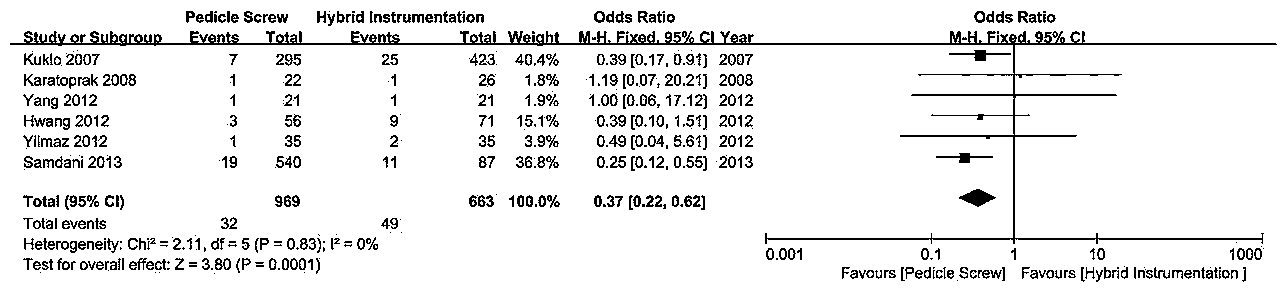 Pedicle Screw Hybrid Instrumentation Odds Ratio Odds Ratio
Study or Subgroup Events Total Events Total Weight M-H. Fixed. 95% CI Year M-H. Fixed. 95% CI
Kuklo 2007 7 295 25 423 40.4% 0.39 [0.17, 0.91] 2007
Karatoprak 2008 1 22 1 26 1.8% 1.19 [0.07, 20.21] 2008
Yang 2012 1 21 1 21 1.9% 1.00 [0.06, 17.12] 2012
Hwang 2012 3 56 9 71 15.1% 0.39 [0.10, 1.51] 2012
Yilmaz 2012 1 35 2 35 3.9% 0.49 [0.04, 5.61] 2012
Samdani 2013 19 540 11 87 36.8% 0.25 [0.12, 0.55] 2013
Total (95% CI) 969 663 100.0% 0.37 [0.22, 0.62]
Total events 32 49
Heterogeneity: Chi² = 2.11, df = 5 (P = 0.83); I² = 0%
Test for overall effect: Z = 3.80 (P = 0.0001)
0.001 0.1 1 10 1000
Favours [Pedicle Screw] Favours [Hybrid Instrumentation ]